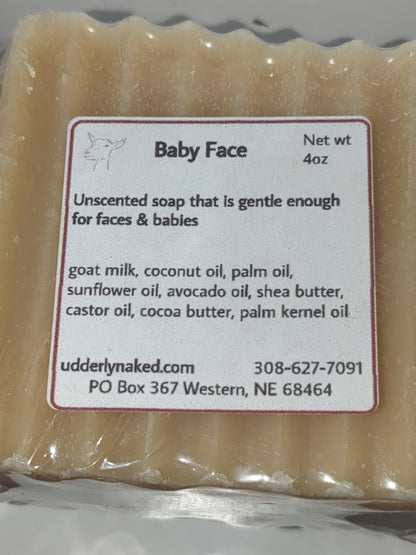 Baby Face
Net wt
4oz
Unscented soap that is gentle enough
for faces & babies
goat milk, coconut oil, palm oil,
sunflower oil, avocado oil, shea butter,
castor oil, cocoa butter, palm kernel oil
udderlynaked.com 308-627-7091
PO Box 367 Western, NE 68464